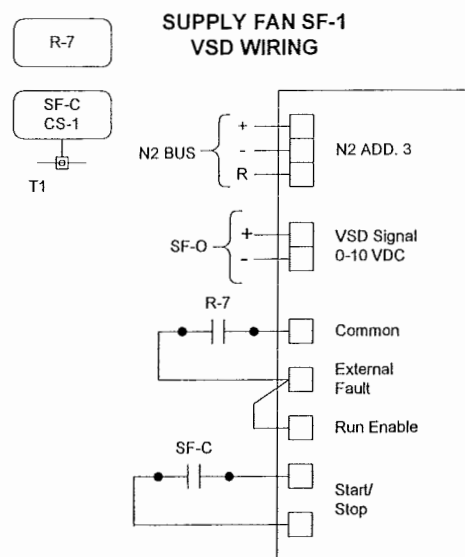 SUPPLY FAN SF-1
VSD WIRING
R-7
SF-C
CS-1
T1
N2 BUS
+
-
R
N2 ADD. 3
SF-O
+
-
VSD Signal
0-10 VDC
R-7
Common
External
Fault
Run Enable
SF-C
Start/
Stop